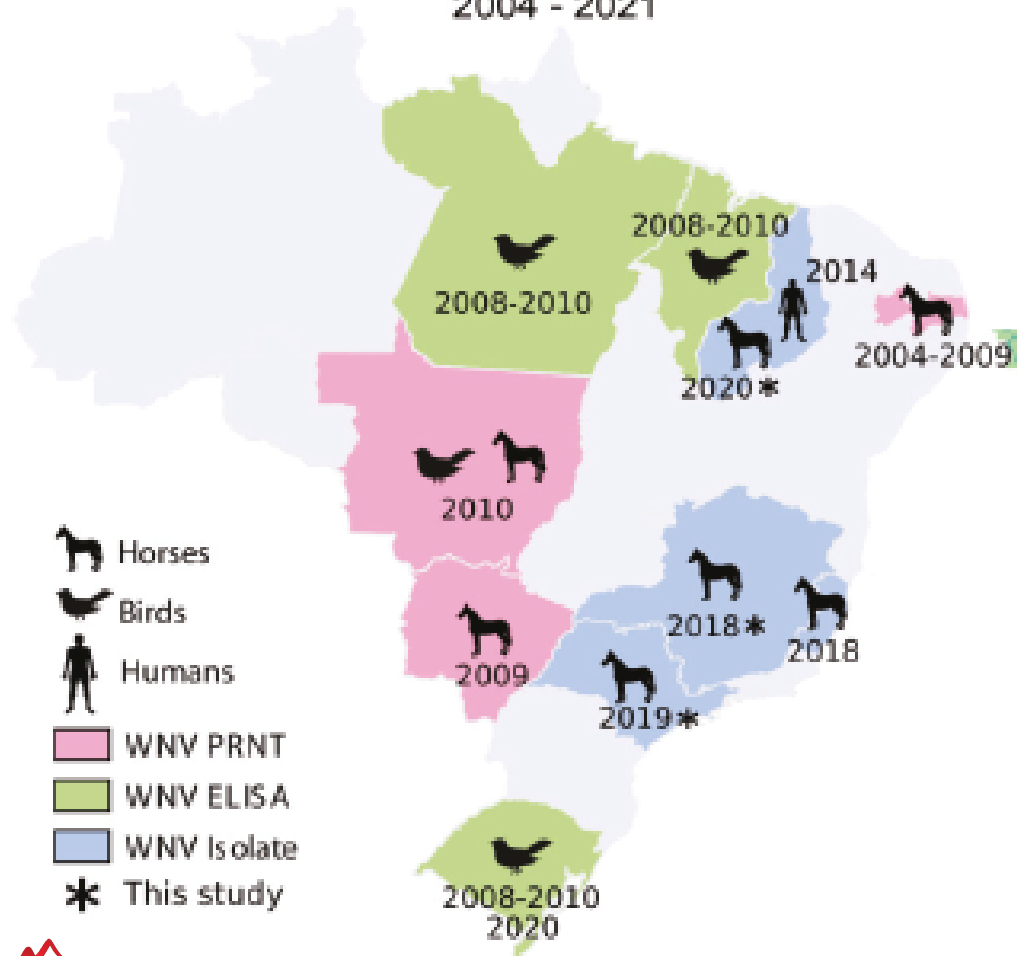 2004 - 2021
2008-2010
2014
2008-2010
2004-2009
2020*
2010
Horses
Birds
2018*
2018
Humans
2009
2019*
WNV PRNT
WNV ELISA
WNV Isolate
* This study
2008-2010
2020